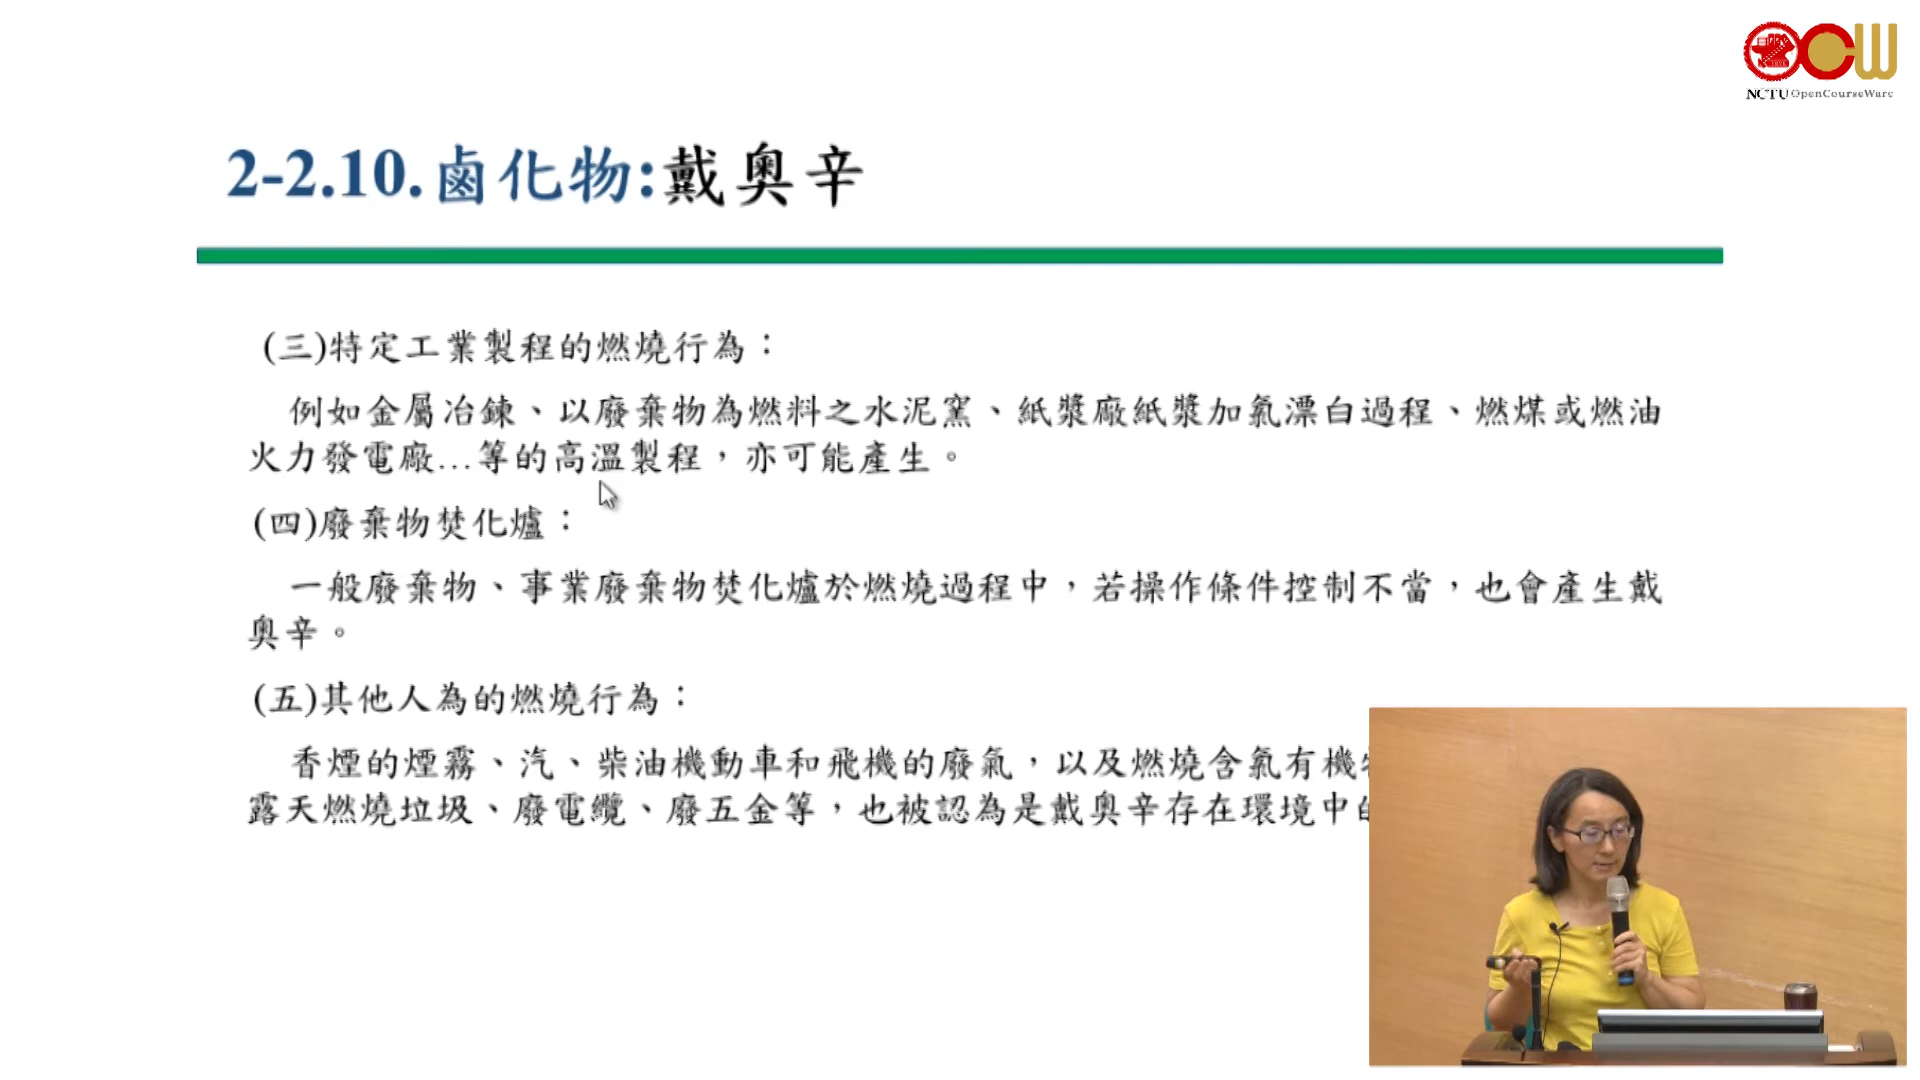 NCTU OpenCourseWare
2-2.10.鹵化物:戴奧辛
(三)特定工業製程的燃燒行為：
例如金屬冶鍊、以廢棄物為燃料之水泥窯、紙漿廠紙漿加氯漂白過程、燃煤或燃油
火力發電廠…等的高溫製程，亦可能產生。
(四)廢棄物焚化爐：
一般廢棄物、事業廢棄物焚化爐於燃燒過程中，若操作條件控制不當，也會產生戴
奧辛。
(五)其他人為的燃燒行為：
香煙的煙霧、汽、柴油機動車和飛機的廢氣，以及燃燒含氯有機
露天燃燒垃圾、廢電纜、廢五金等，也被認為是戴奧辛存在環境中